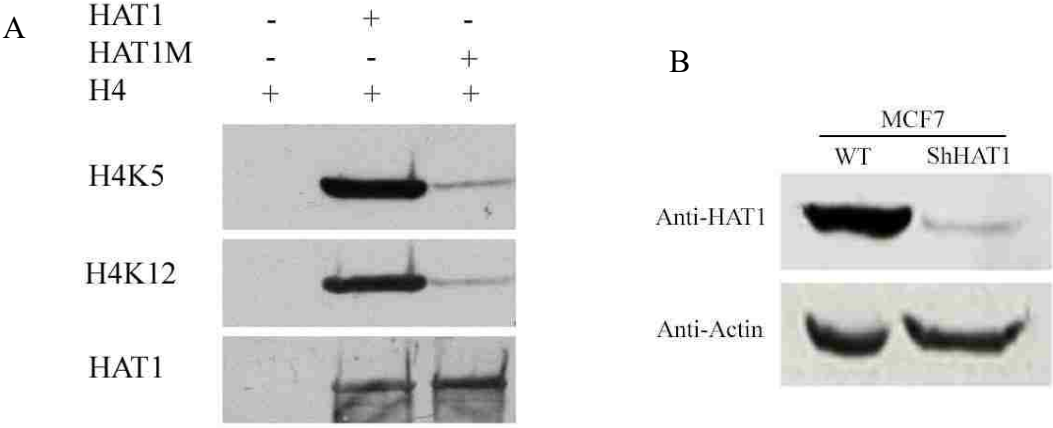 A
HAT1 - + -
HAT1M - - +
H4 + + +
H4K5
H4K12
HAT1
B
MCF7
WT ShHAT1
Anti-HAT1
Anti-Actin